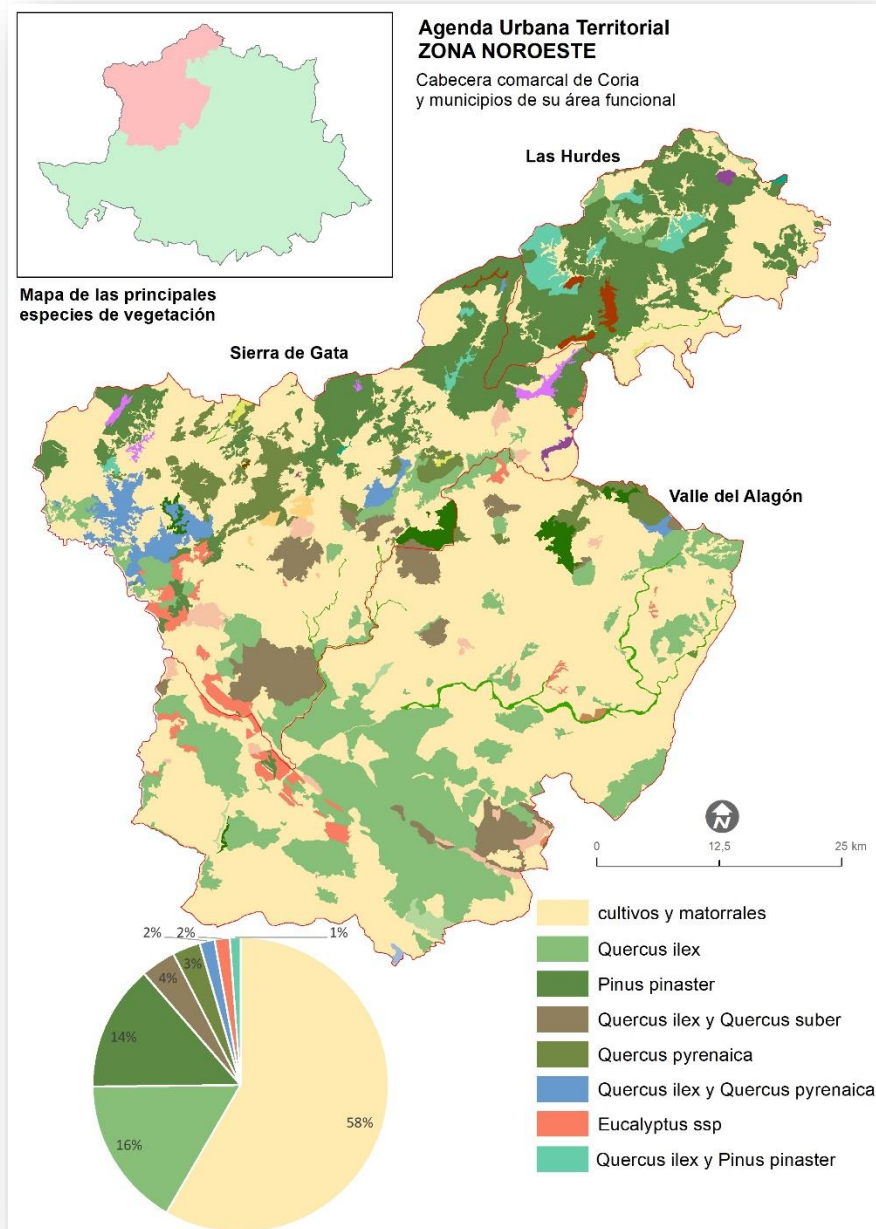 Agenda Urbana Territorial
ZONA NOROESTE
Cabecera comarcal de Coria
y municipios de su área funcional
Mapa de las principales
especies de vegetación
Las Hurdes
Sierra de Gata
Valle del Alagón
N
0 12,5 25 km
cultivos y matorrales
Quercus ilex
Pinus pinaster
Quercus ilex y Quercus suber
Quercus pyrenaica
Quercus ilex y Quercus pyrenaica
Eucalyptus ssp
Quercus ilex y Pinus pinaster
2% 2% 1%
4% 3%
14%
58%
16%